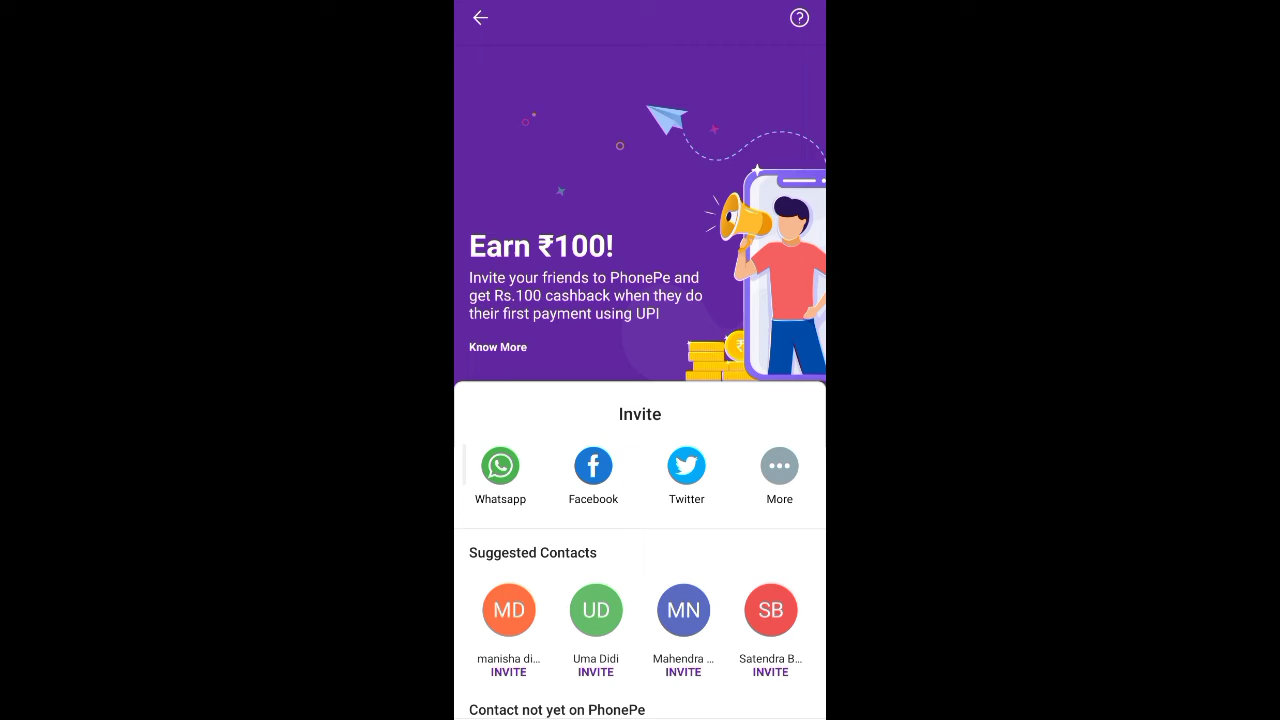 Earn ₹100!
Invite your friends to PhonePe and
get Rs.100 cashback when they do
their first payment using UPI
Know More
Invite
Whatsapp Facebook Twitter More
Suggested Contacts
MD UD MN SB
manisha di... Uma Didi Mahendra ... Satendra B...
INVITE INVITE INVITE INVITE
Contact not yet on PhonePe